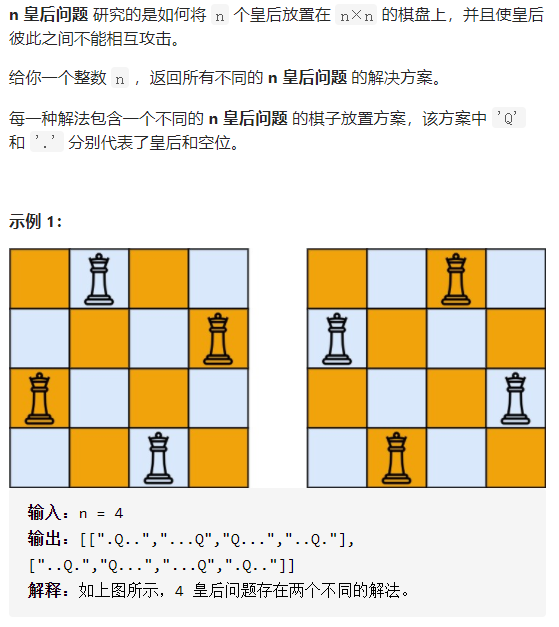 n 皇后问题 研究的是如何将 n 个皇后放置在 n×n 的棋盘上，并且使皇后
彼此之间不能相互攻击。
给你一个整数 n ，返回所有不同的 n 皇后问题 的解决方案。
每一种解法包含一个不同的 n 皇后问题 的棋子放置方案，该方案中 'Q'
和 '.' 分别代表了皇后和空位。
示例 1：
输入：n = 4
输出：[[".Q..","...Q","Q...","..Q."],
["..Q.","Q...","...Q",".Q.."]]
解释：如上图所示，4 皇后问题存在两个不同的解法。